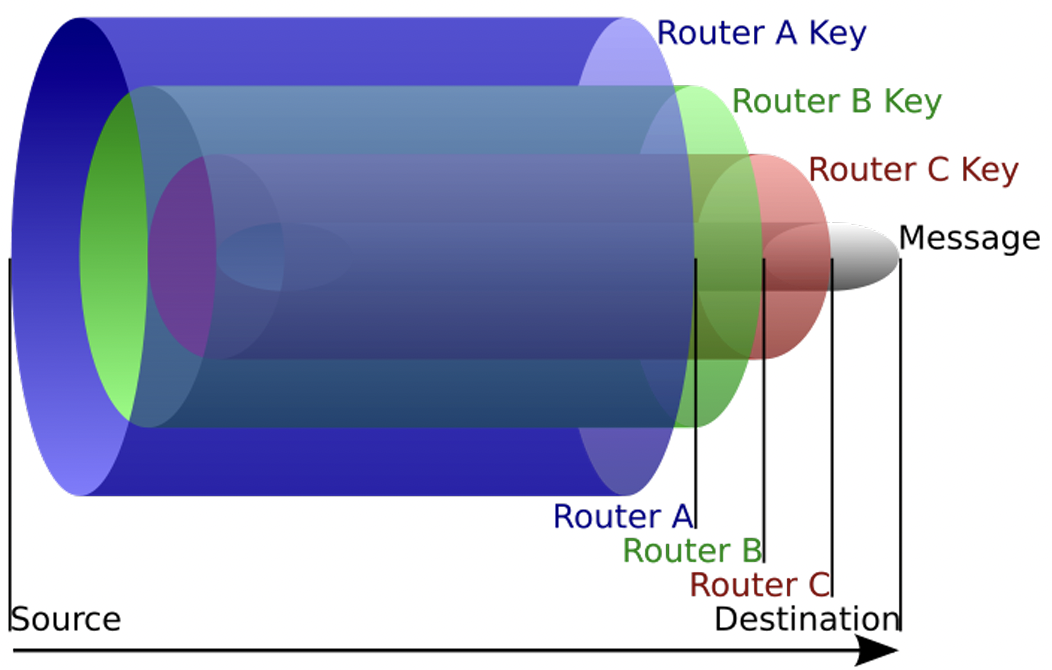 Router A Key
Router B Key
Router C Key
Message
Router A
Router B
Router C
Source
Destination